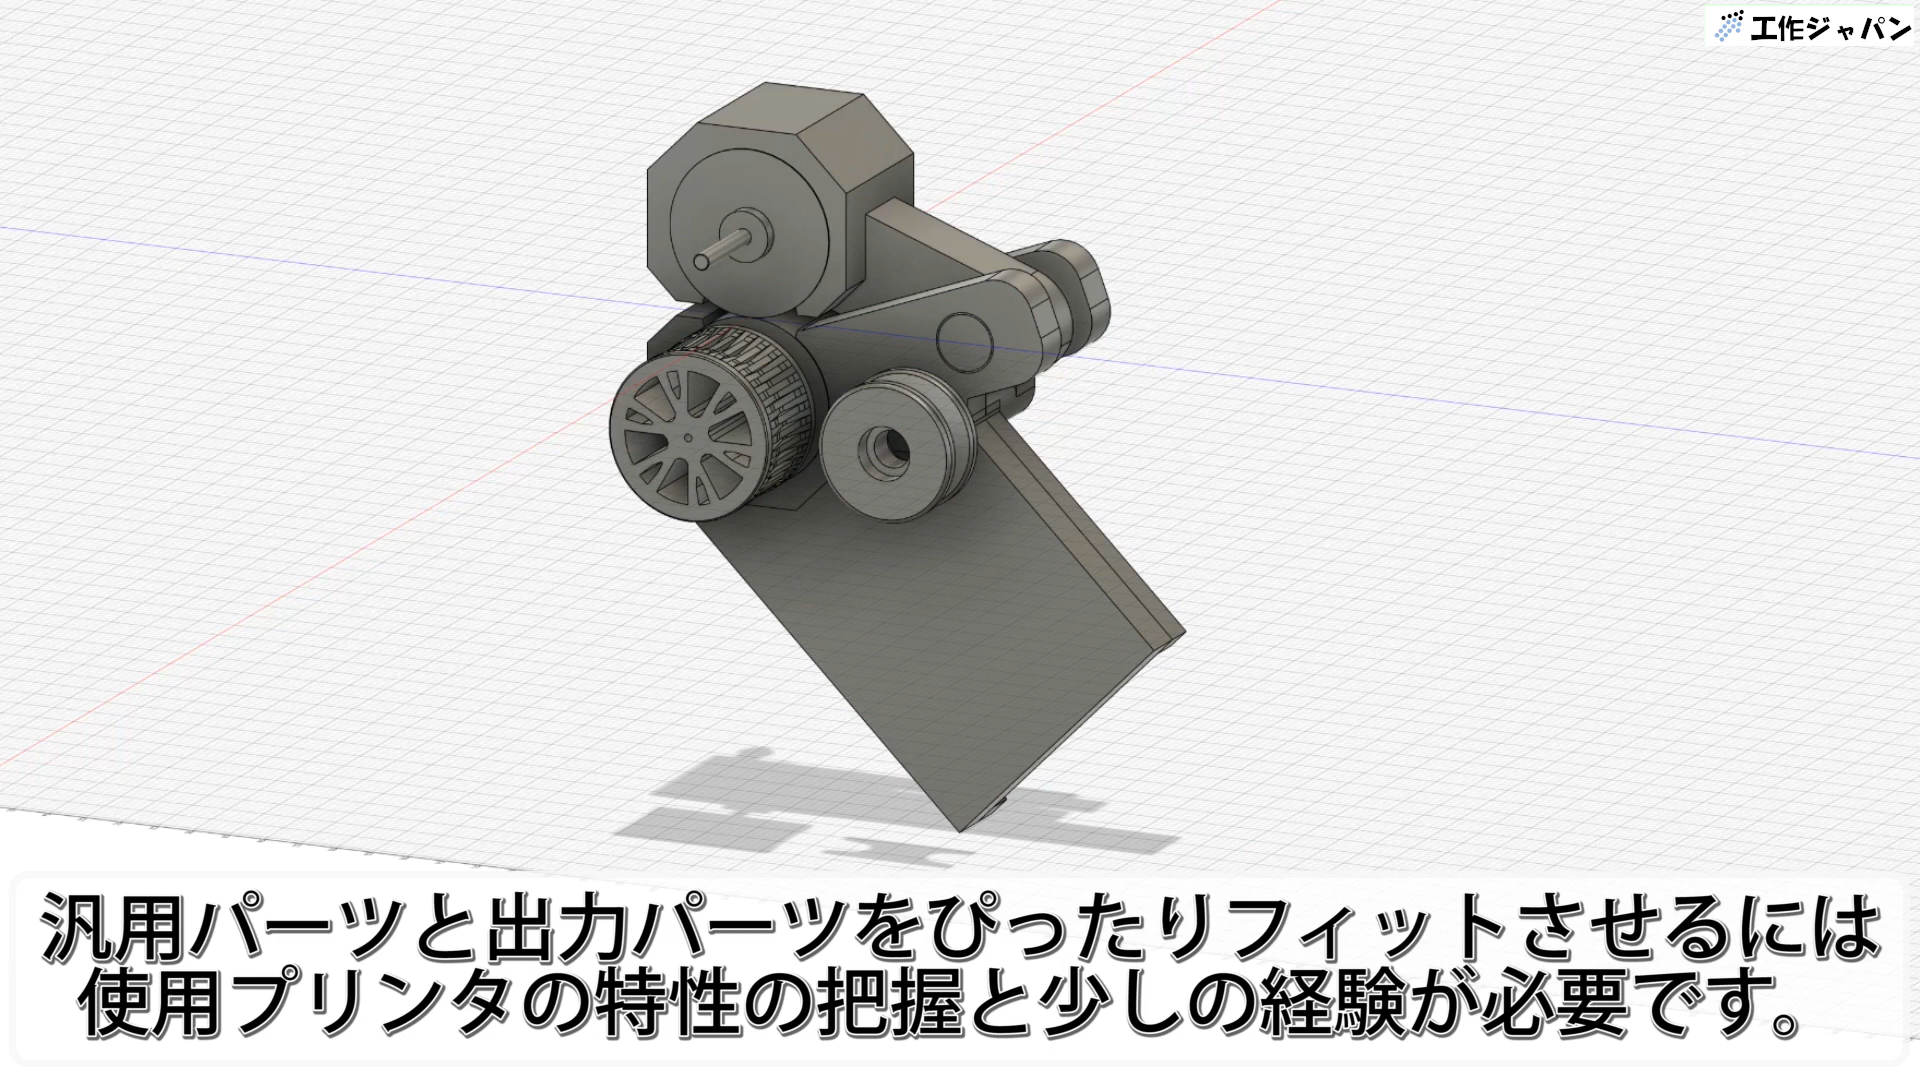 工作ジャパン
汎用パーツと出力パーツをぴったりフィットさせるには
使用プリンタの特性の把握と少しの経験が必要です。